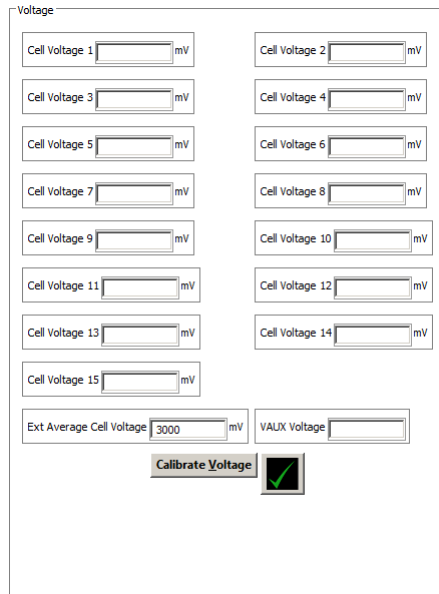 Voltage
Cell Voltage 1 mV Cell Voltage 2 mV
Cell Voltage 3 mV Cell Voltage 4 mV
Cell Voltage 5 mV Cell Voltage 6 mV
Cell Voltage 7 mV Cell Voltage 8 mV
Cell Voltage 9 mV Cell Voltage 10 mV
Cell Voltage 11 mV Cell Voltage 12 mV
Cell Voltage 13 mV Cell Voltage 14 mV
Cell Voltage 15 mV
Ext Average Cell Voltage 3000 mV VAUX Voltage
Calibrate Voltage